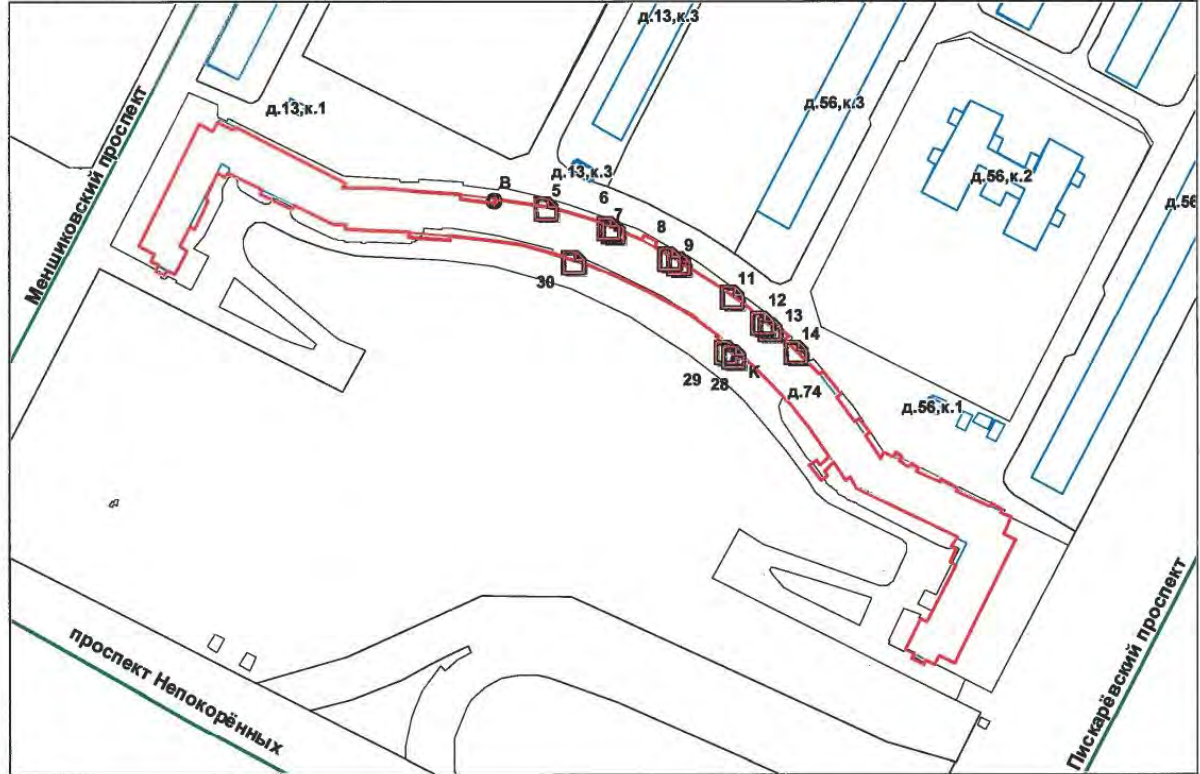 д.13,к.3
Меншиковский проспект
д.13,к.1
д.56,к.3
д.13,к.3
д.56,к.2
д.56
В
5
6
7
8
9
30
11
12
13
14
29
28
К
д.74
д.56,к.1
проспект Непокорённых
Пискарёвский проспект